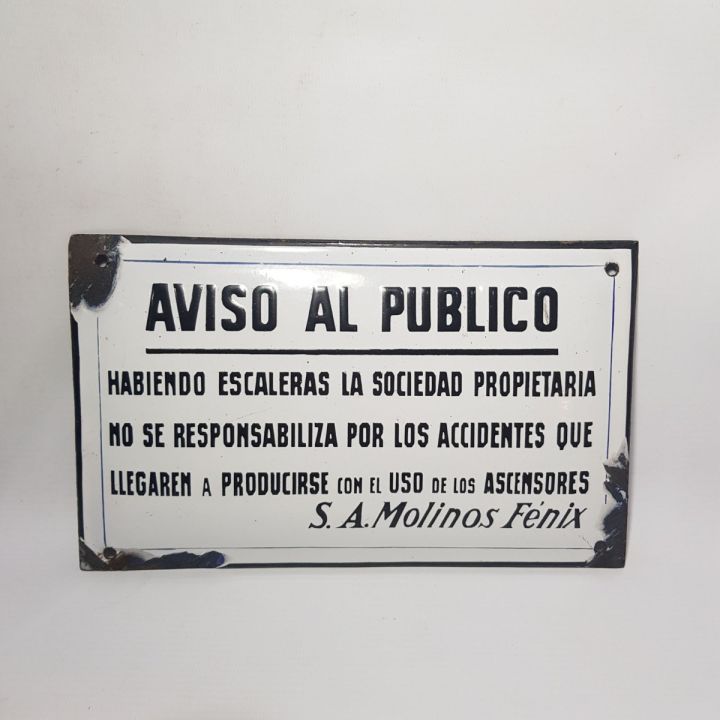 AVISO AL PUBLICO
HABIENDO ESCALERAS LA SOCIEDAD PROPIETARIA
NO SE RESPONSABILIZA POR LOS ACCIDENTES QUE
LLEGAREN A PRODUCIRSE CON EL USO DE LOS ASCENSORES
S. A. Molinos Fénix